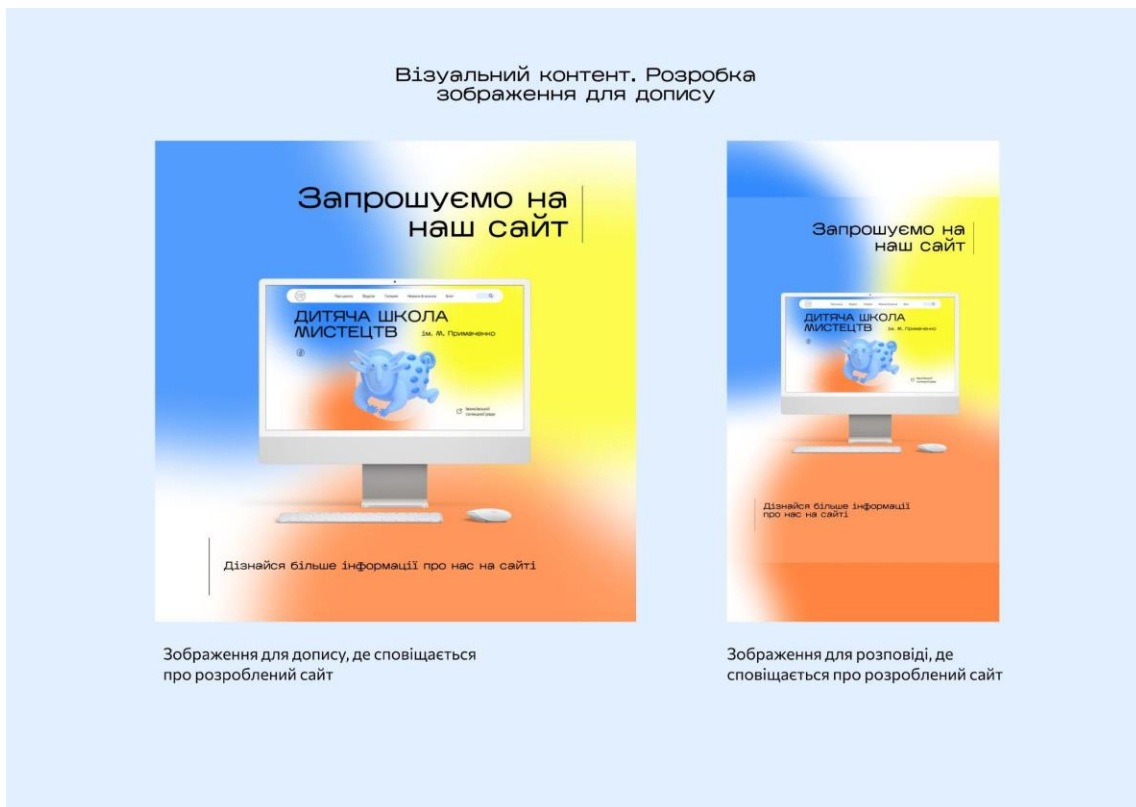 Візуальний контент. Розробка
зображення для допису
Запрошуємо на
наш сайт
ДИТЯЧА ШКОЛА
МИСТЕЦТВ ім. М. Примаченко
Дізнайся більше інформації про нас на сайті
Зображення для допису, де сповіщається
про розроблений сайт
Запрошуємо на
наш сайт
ДИТЯЧА ШКОЛА
МИСТЕЦТВ ім. М. Примаченко
Дізнайся більше інформації
про нас на сайті
Зображення для розповіді, де
сповіщається про розроблений сайт